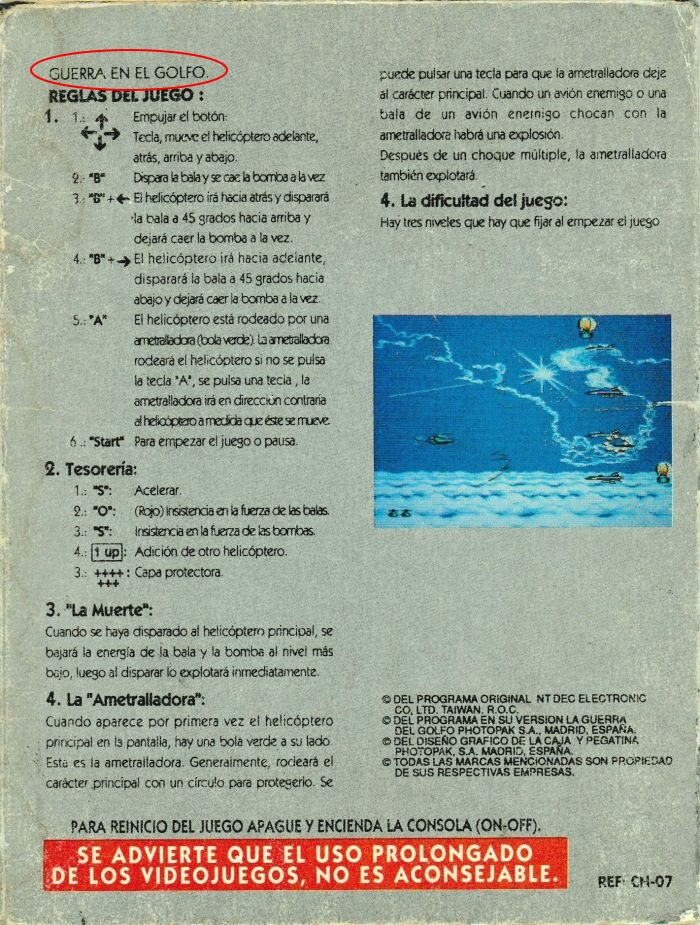 GUERRA EN EL GOLFO.
REGLAS DEL JUEGO :
1. 1.: Empujar el botón:
Tecla, mueve el helicóptero adelante,
atrás, arriba y abajo.
2.: "B" Dispara la bala y se cae la bomba a la vez
3.: "B" + ← El helicóptero irá hacia atrás y disparará
la bala a 45 grados hacia arriba y
dejará caer la bomba a la vez.
4.: "B" + → El helicóptero irá hacia adelante,
disparará la bala a 45 grados hacia
abajo y dejará caer la bomba a la vez.
5.: "A" El helicóptero está rodeado por una
ametralladora (bola verde). La ametralladora
rodeará el helicóptero si no se pulsa
la tecla "A", se pulsa una tecla , la
ametralladora irá en dirección contraria
al helicóptero a medida que éste se mueve.
6.: "Start" Para empezar el juego o pausa.
2. Tesorería:
1.: "S": Acelerar.
2.: "O": (Rojo) Insistencia en la fuerza de las balas.
3.: "S": Insistencia en la fuerza de las bombas.
4.: 1 up: Adición de otro helicóptero.
3.: ++++ : Capa protectora.
+++
3. "La Muerte":
Cuando se haya disparado al helicóptero principal, se
bajará la energía de la bala y la bomba al nivel más
bajo, luego al disparar lo explotará inmediatamente.
4. La "Ametralladora":
Cuando aparece por primera vez el helicóptero
principal en la pantalla, hay una bola verde a su lado.
Esta es la ametralladora. Generalmente, rodeará el
carácter principal con un círculo para protegerlo. Se
puede pulsar una tecla para que la ametralladora deje
al carácter principal. Cuando un avión enemigo o una
bala de un avión enemigo chocan con la
ametralladora habrá una explosión.
Después de un choque múltiple, la ametralladora
también explotará.
4. La dificultad del juego:
Hay tres niveles que hay que fijar al empezar el juego
© DEL PROGRAMA ORIGINAL NTDEC ELECTRONIC
CO, LTD. TAIWAN. R.O.C.
© DEL PROGRAMA EN SU VERSION LA GUERRA
DEL GOLFO PHOTOPAK S.A., MADRID, ESPAÑA.
© DEL DISEÑO GRAFICO DE LA CAJA Y PEGATINA
PHOTOPAK, S.A. MADRID, ESPAÑA.
© TODAS LAS MARCAS MENCIONADAS SON PROPIEDAD
DE SUS RESPECTIVAS EMPRESAS.
PARA REINICIO DEL JUEGO APAGUE Y ENCIENDA LA CONSOLA (ON-OFF).
SE ADVIERTE QUE EL USO PROLONGADO
DE LOS VIDEOJUEGOS, NO ES ACONSEJABLE.
REF: CN-07